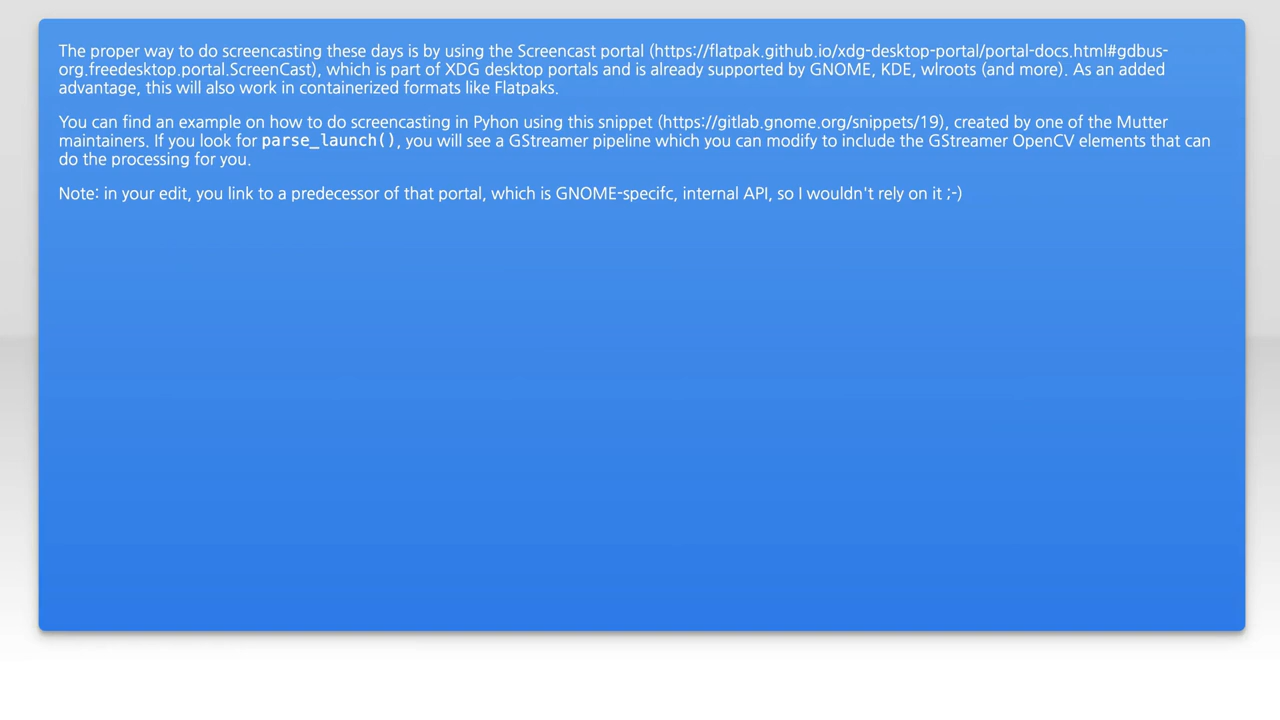 The proper way to do screencasting these days is by using the Screencast portal (https://flatpak.github.io/xdg-desktop-portal/portal-docs.html#gdbus-
org.freedesktop.portal.ScreenCast), which is part of XDG desktop portals and is already supported by GNOME, KDE, wlroots (and more). As an added
advantage, this will also work in containerized formats like Flatpaks.
You can find an example on how to do screencasting in Pyhon using this snippet (https://gitlab.gnome.org/snippets/19), created by one of the Mutter
maintainers. If you look for parse_launch(), you will see a GStreamer pipeline which you can modify to include the GStreamer OpenCV elements that can
do the processing for you.
Note: in your edit, you link to a predecessor of that portal, which is GNOME-specifc, internal API, so I wouldn't rely on it ;-)